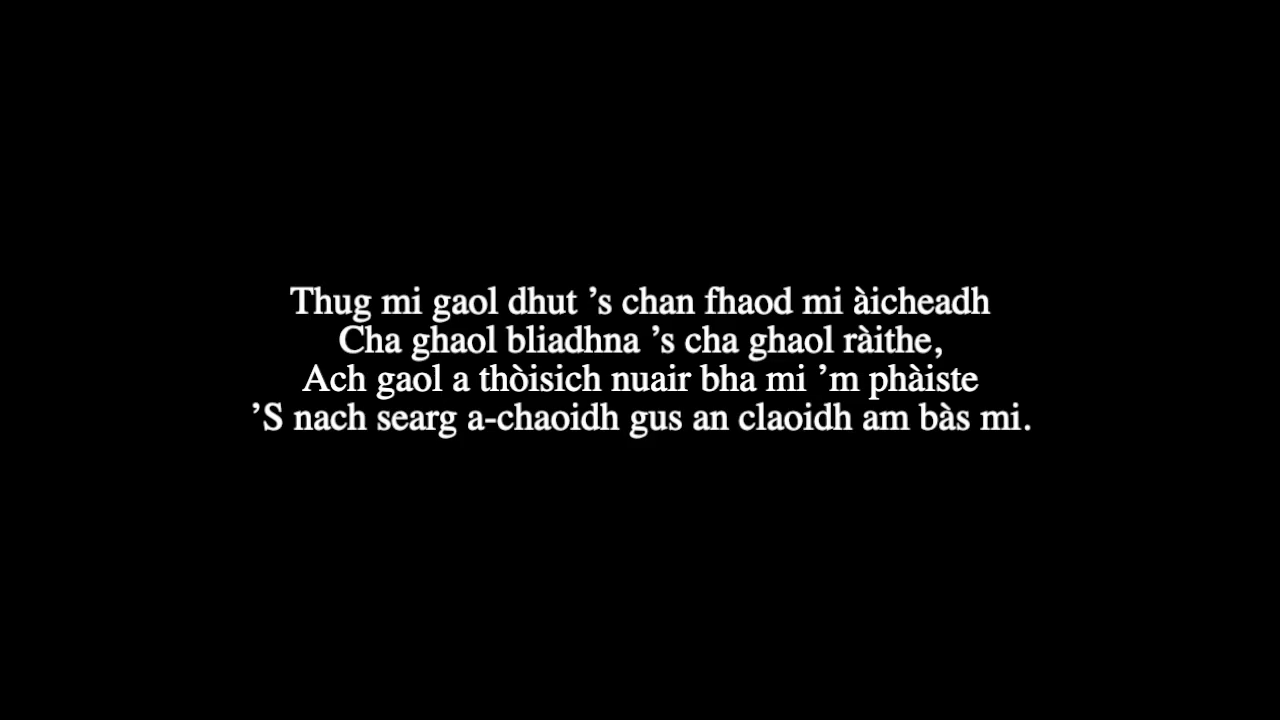 Thug mi gaol dhut ’s chan fhaod mi àicheadh
Cha ghaol bliadhna ’s cha ghaol ràithe,
Ach gaol a thòisich nuair bha mi ’m phàiste
’S nach searg a-chaoidh gus an claoidh am bàs mi.